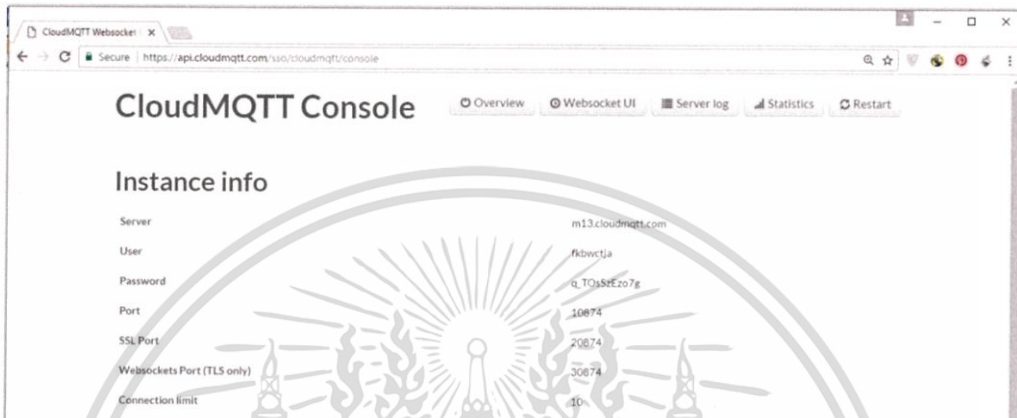 CloudMQTT Websocket
Secure | https://api.cloudmqtt.com/sso/cloudmqtt/console
CloudMQTT Console
Overview
Websocket UI
Server log
Statistics
Restart
Instance info
Server m13.cloudmqtt.com
User fkbwctja
Password q_TOsSzEzo7g
Port 10874
SSL Port 20874
Websockets Port (TLS only) 30874
Connection limit 10